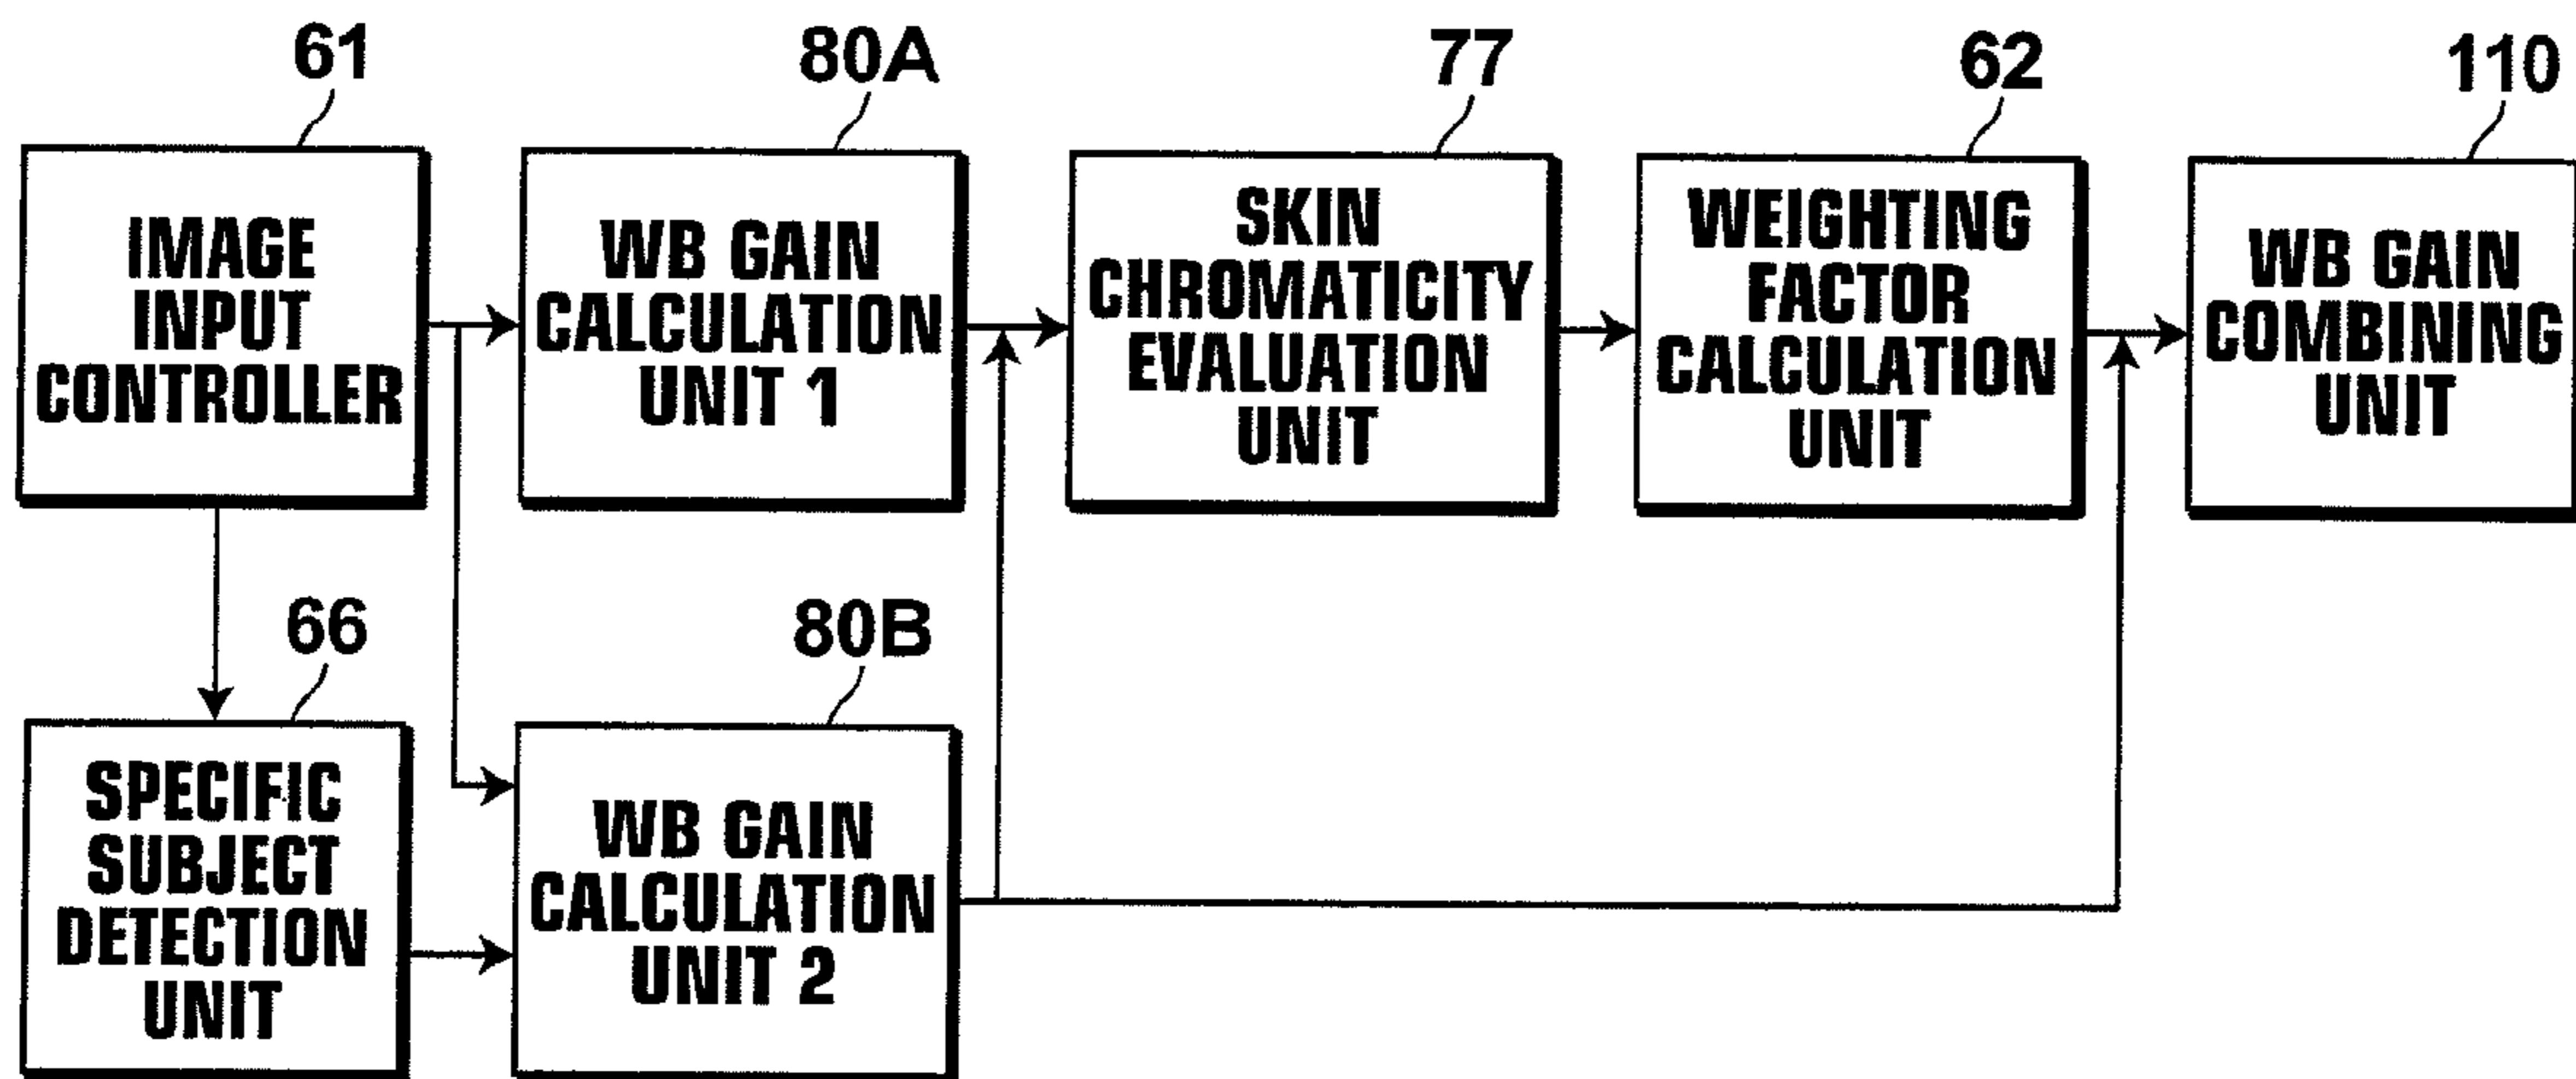 61
IMAGE
INPUT
CONTROLLER
80A
WB GAIN
CALCULATION
UNIT 1
77
SKIN
CHROMATICITY
EVALUATION
UNIT
62
WEIGHTING
FACTOR
CALCULATION
UNIT
110
WB GAIN
COMBINING
UNIT
66
SPECIFIC
SUBJECT
DETECTION
UNIT
80B
WB GAIN
CALCULATION
UNIT 2